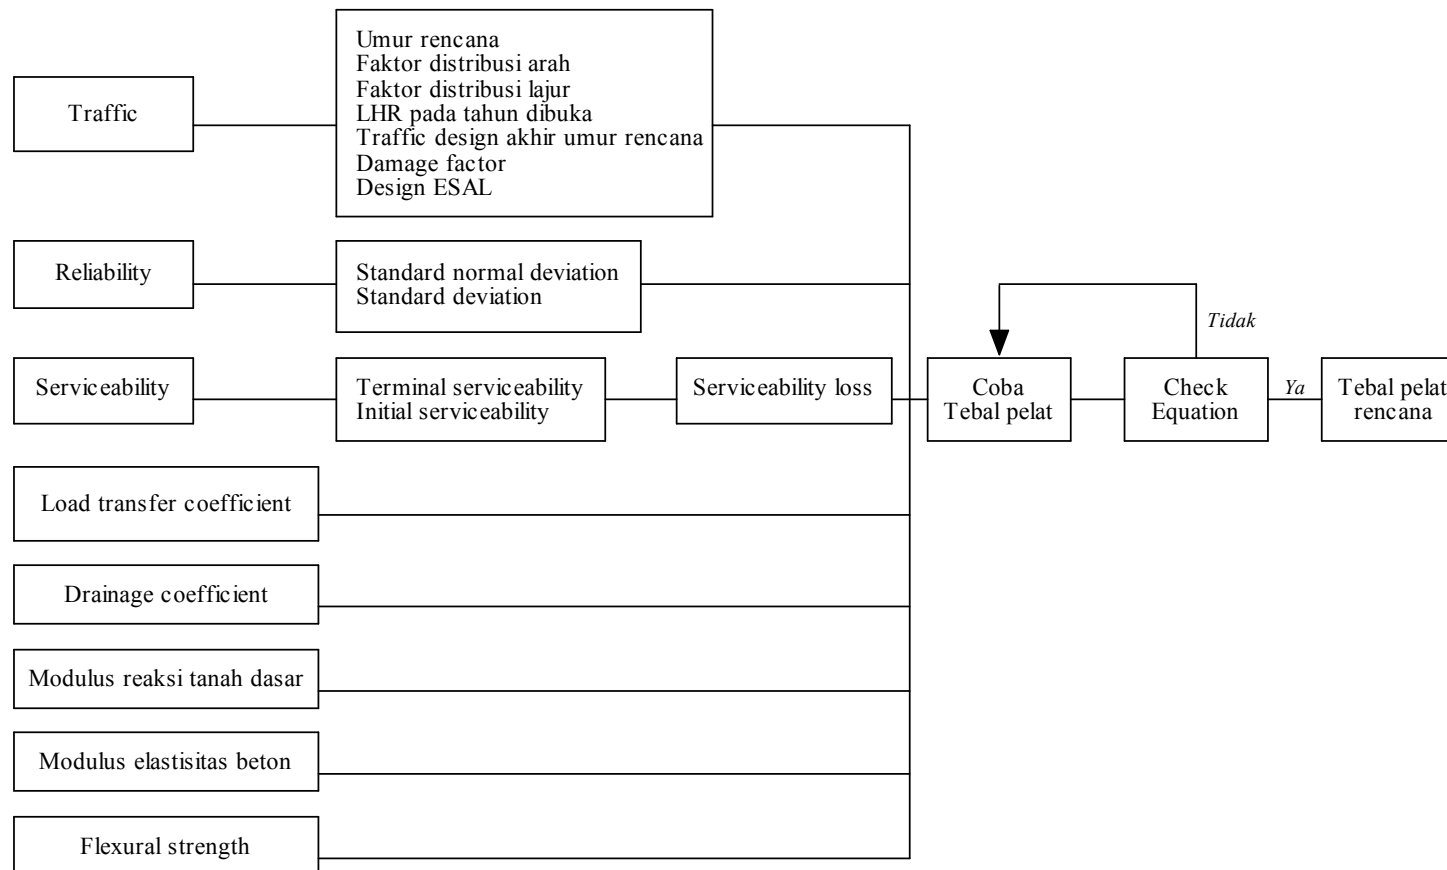 Traffic
Umur rencana
Faktor distribusi arah
Faktor distribusi lajur
LHR pada tahun dibuka
Traffic design akhir umur rencana
Damage factor
Design ESAL
Reliability
Standard normal deviation
Standard deviation
Serviceability
Terminal serviceability
Initial serviceability
Serviceability loss
Coba
Tebal pelat
Tidak
Check
Equation
Ya
Tebal pelat
rencana
Load transfer coefficient
Drainage coefficient
Modulus reaksi tanah dasar
Modulus elastisitas beton
Flexural strength